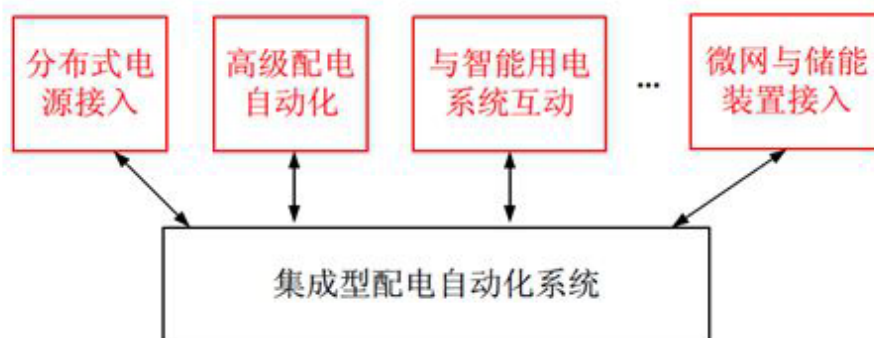 分布式电
源接入
高级配电
自动化
与智能用电
系统互动
...
微网与储能
装置接入
集成型配电自动化系统